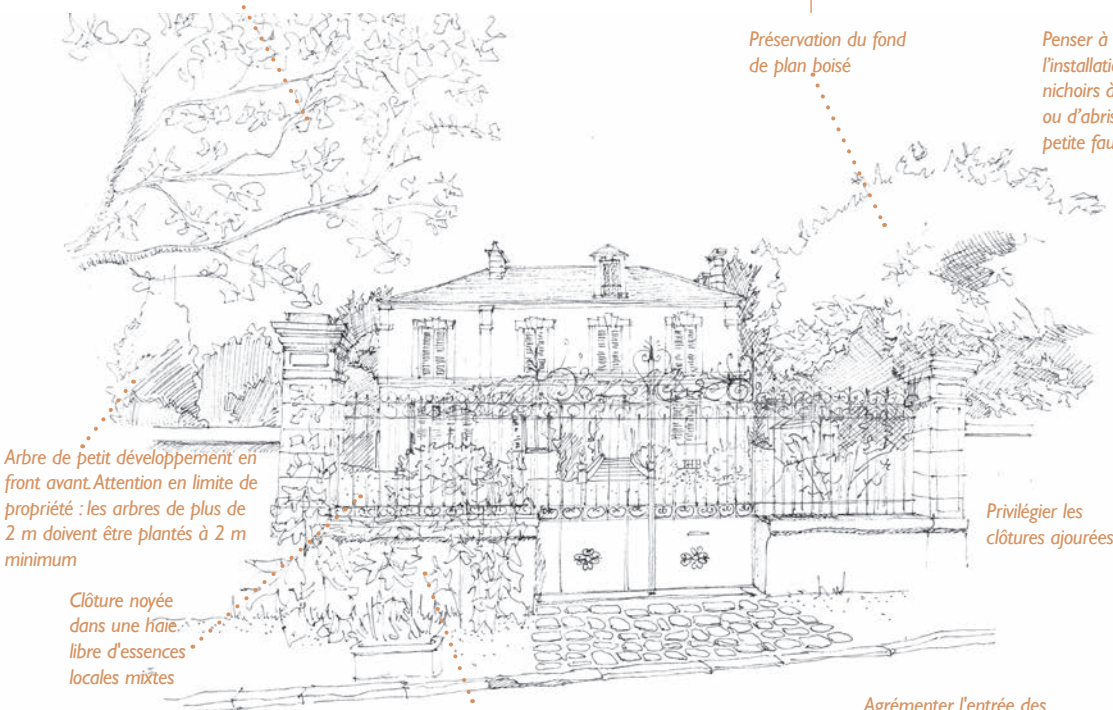 Préservation du fond
de plan boisé
Penser à
l'installation
nichoirs à
ou d'abris
petite
Arbre de petit développement en
front avant. Attention en limite de
propriété : les arbres de plus de
2 m doivent être plantés à 2 m
minimum
Privilégier les
clôtures ajourées
Clôture noyée
dans une haie
libre d'essences
locales mixtes
Agrémenter l'entrée des